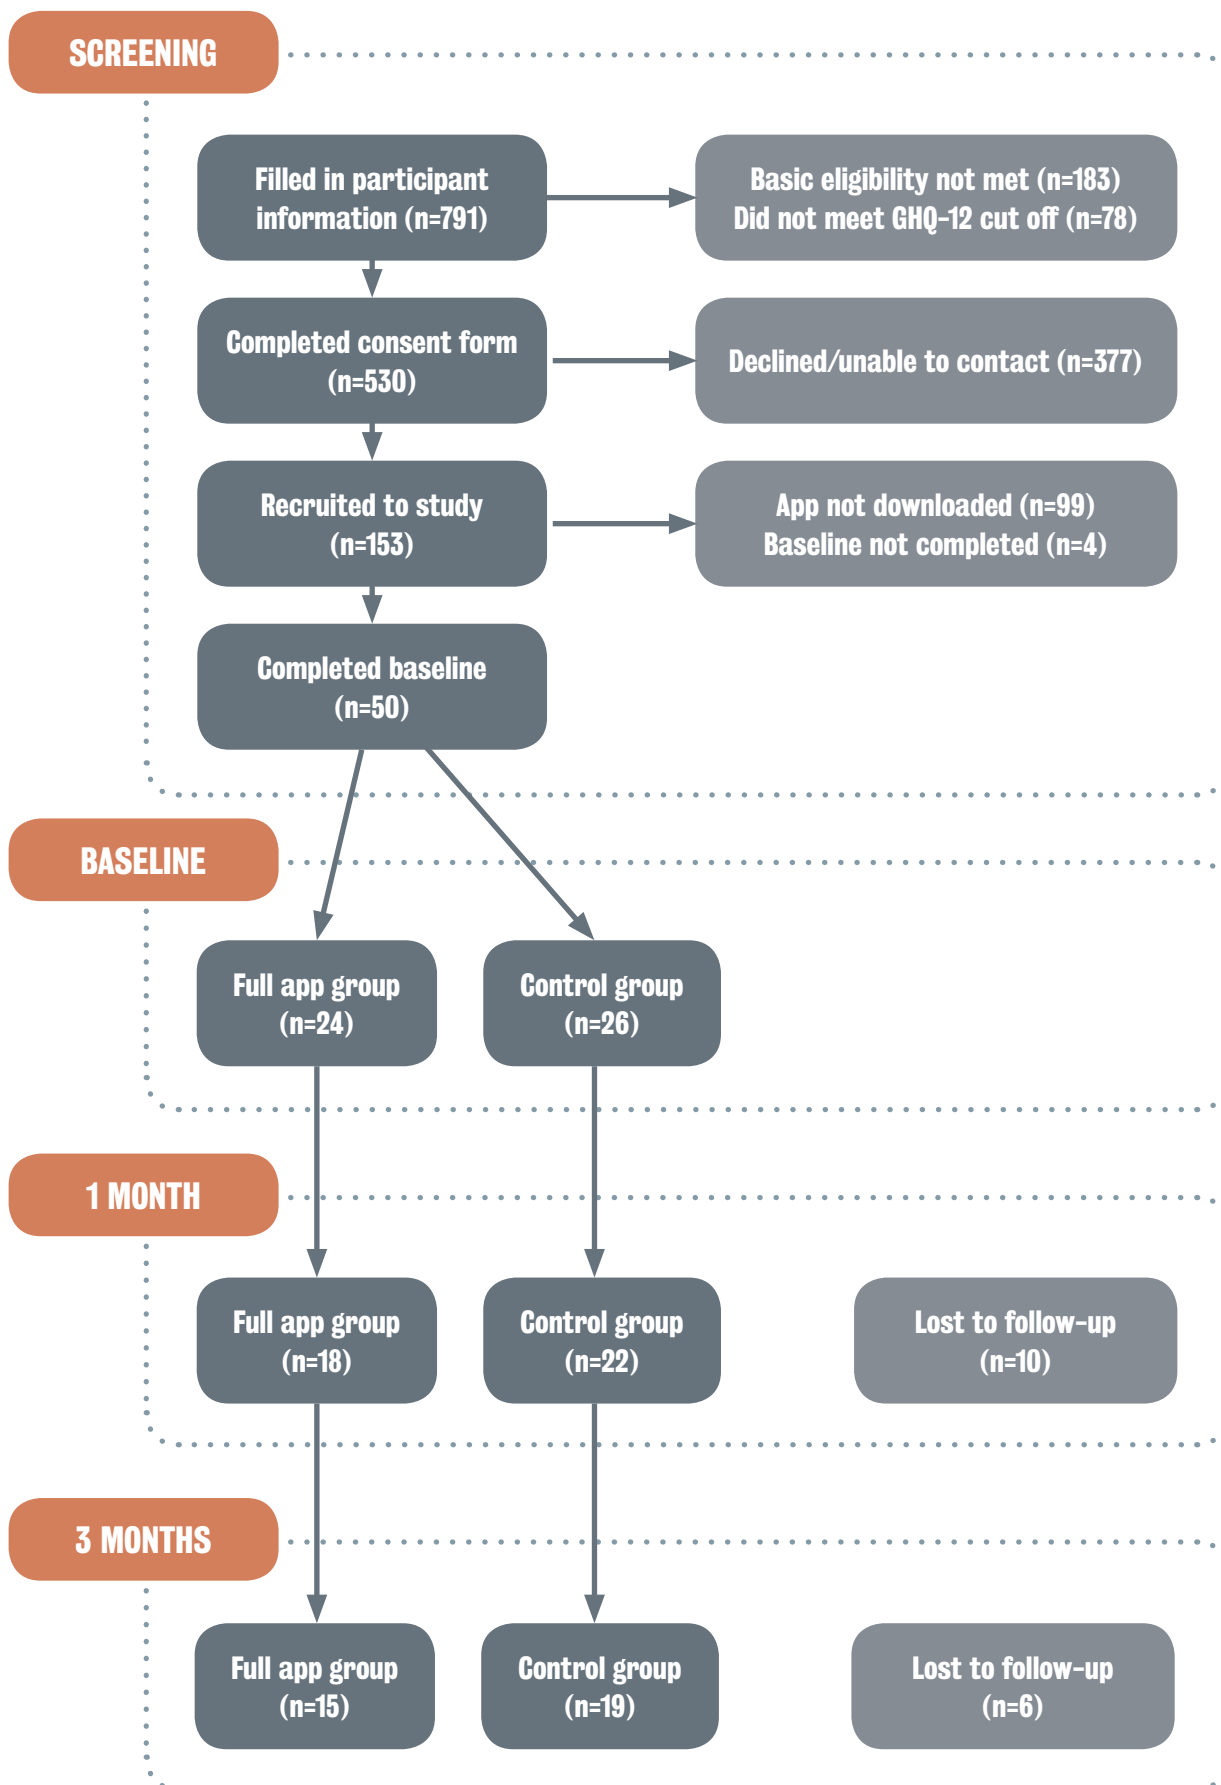 SCREENING
Filled in participant
information (n=791)
Basic eligibility not met (n=183)
Did not meet GHQ-12 cut off (n=78)
Completed consent form
(n=530)
Declined/unable to contact (n=377)
Recruited to study
(n=153)
App not downloaded (n=99)
Baseline not completed (n=4)
Completed baseline
(n=50)
BASELINE
Full app group
(n=24)
Control group
(n=26)
1 MONTH
Full app group
(n=18)
Control group
(n=22)
Lost to follow-up
(n=10)
3 MONTHS
Full app group
(n=15)
Control group
(n=19)
Lost to follow-up
(n=6)